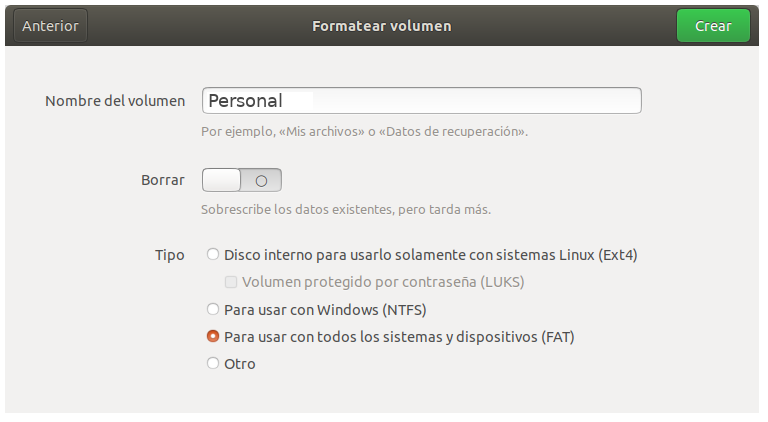 Anterior Formatear volumen Crear
Nombre del volumen Personal
Por ejemplo, «Mis archivos» o «Datos de recuperación».
Borrar
Sobrescribe los datos existentes, pero tarda más.
Tipo Disco interno para usarlo solamente con sistemas Linux (Ext4)
Volumen protegido por contraseña (LUKS)
Para usar con Windows (NTFS)
Para usar con todos los sistemas y dispositivos (FAT)
Otro